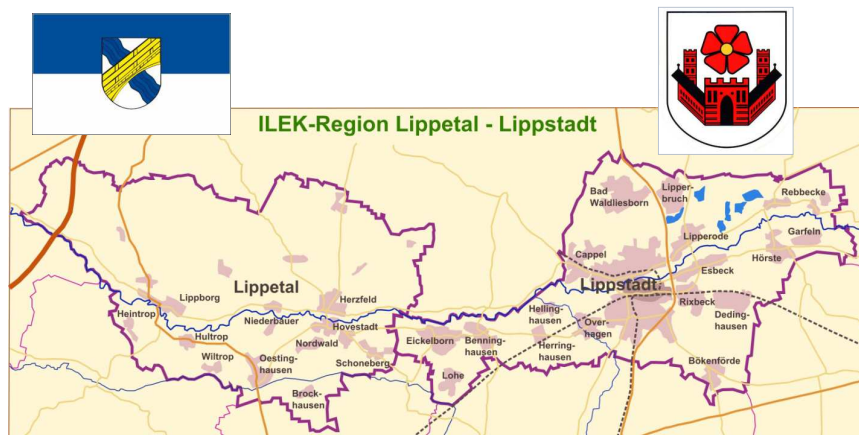 ILEK-Region Lippetal - Lippstadt
Bad
Waldliesborn
Lipper-
bruch
Rebbecke
Lipperode
Garfeln
Cappel
Hörste
Esbeck
Lippetal
Lippstadt
Lippborg
Herzfeld
Rixbeck
Heintrop
Niederbauer
Helling-
hausen
Deding-
hausen
Hovestadt
Over-
hagen
Hultrop
Nordwald
Eickelborn
Benning-
hausen
Herring-
hausen
Wiltrop
Oesting-
hausen
Schoneberg
Bökenförde
Lohe
Brock-
hausen